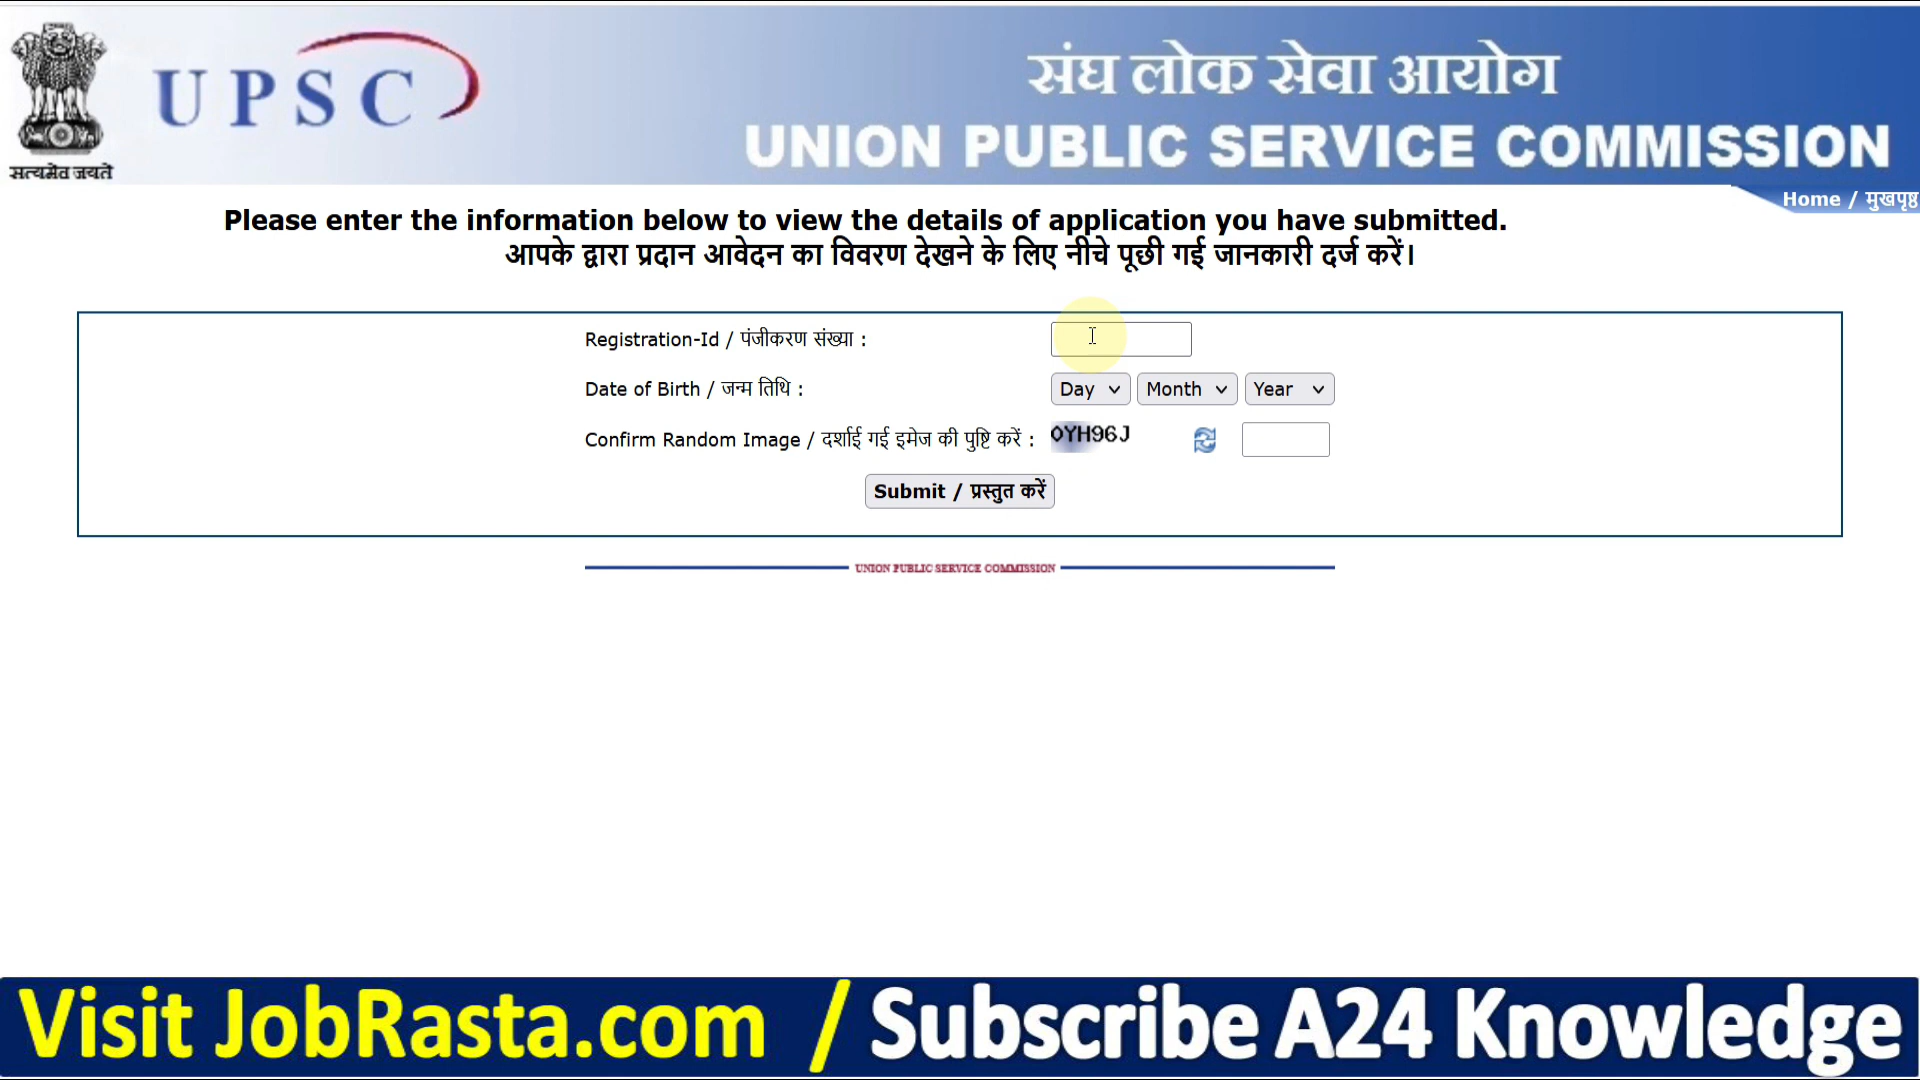 सत्यमेव जयते
UPSC
संघ लोक सेवा आयोग
UNION PUBLIC SERVICE COMMISSION
Home / मुखपृष्ठ
Please enter the information below to view the details of application you have submitted.
आपके द्वारा प्रदान आवेदन का विवरण देखने के लिए नीचे पूछी गई जानकारी दर्ज करें।
Registration-Id / पंजीकरण संख्या :
Date of Birth / जन्म तिथि : Day Month Year
Confirm Random Image / दर्शाई गई इमेज की पुष्टि करें : OYH96J
Submit / प्रस्तुत करें
UNION PUBLIC SERVICE COMMISSION
Visit JobRasta.com / Subscribe A24 Knowledge